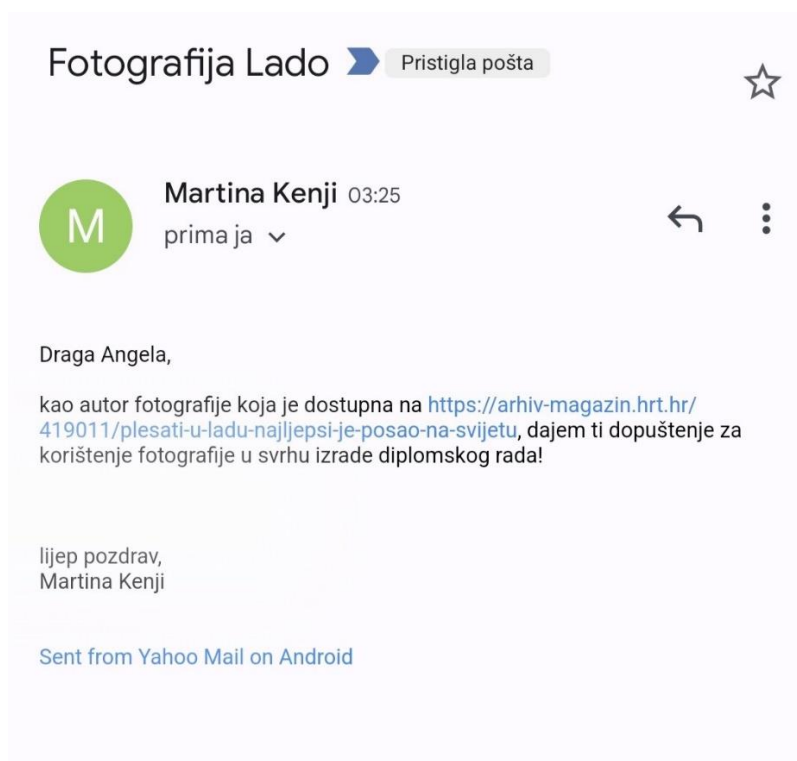 Fotografija Lado Pristigla pošta
M
Martina Kenji 03:25
prima ja
Draga Angela,
kao autor fotografije koja je dostupna na https://arhiv-magazin.hrt.hr/
419011/plesati-u-ladu-najljepsi-je-posao-na-svijetu, dajem ti dopuštenje za
korištenje fotografije u svrhu izrade diplomskog rada!
lijep pozdrav,
Martina Kenji
Sent from Yahoo Mail on Android